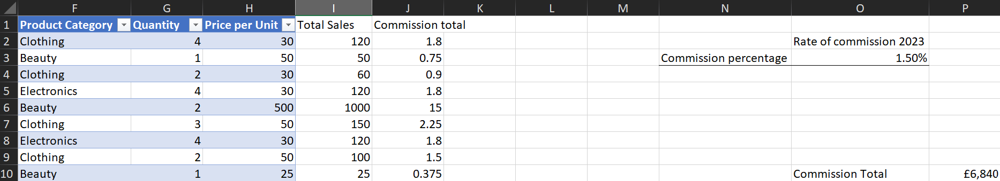 F G H I J K L M N O P
1 Product Category Quantity Price per Unit Total Sales Commission total
2 Clothing 4 30 120 1.8 Rate of commission 2023
3 Beauty 1 50 50 0.75 Commission percentage 1.50%
4 Clothing 2 30 60 0.9
5 Electronics 4 30 120 1.8
6 Beauty 2 500 1000 15
7 Clothing 3 50 150 2.25
8 Electronics 4 30 120 1.8
9 Clothing 2 50 100 1.5
10 Beauty 1 25 25 0.375 Commission Total £6,840